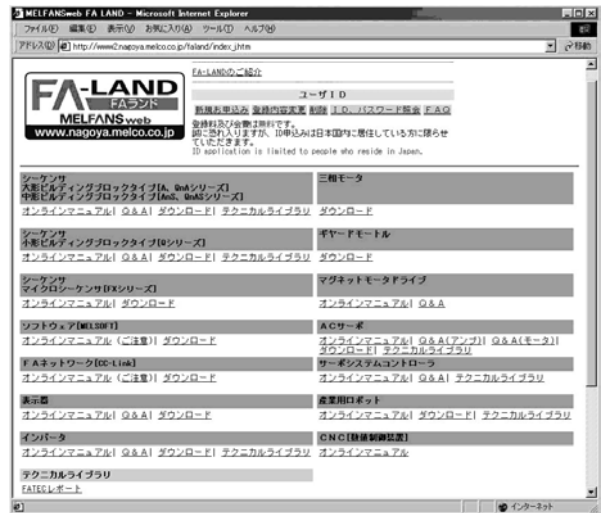 MELFANSweb FA LAND - Microsoft Internet Explorer
ファイル(F) 編集(E) 表示(V) お気に入り(A) ツール(T) ヘルプ(H)
アドレス(D) http://www2.nagoya.melco.co.jp/faland/index_j.htm 移動
FA-LAND
FAランド
MELFANS web
www.nagoya.melco.co.jp
FA-LANDのご紹介
ユーザID
新規お申込み 登録内容変更 削除 ID、パスワード照会 FAQ
登録料及び会費は無料です。
誠に恐れ入りますが、ID申込みは日本国内に居住している方に限らせ
ていただきます。
ID application is limited to people who reside in Japan.
シーケンサ
大形ビルディングブロックタイプ[A、QnAシリーズ]
中形ビルディングブロックタイプ[AnS、QnASシリーズ]
オンラインマニュアル| Q&A| ダウンロード| テクニカルライブラリ
三相モータ
ダウンロード
シーケンサ
小形ビルディングブロックタイプ[Qシリーズ]
オンラインマニュアル| Q&A| ダウンロード| テクニカルライブラリ
ギヤードモートル
ダウンロード
シーケンサ
マイクロシーケンサ[FXシリーズ]
オンラインマニュアル| ダウンロード
マグネットモータドライブ
オンラインマニュアル| Q&A
ソフトウェア[MELSOFT]
オンラインマニュアル (ご注意)| ダウンロード
ACサーボ
オンラインマニュアル| Q&A(アンプ)| Q&A(モータ)|
ダウンロード| テクニカルライブラリ
FAネットワーク[CC-Link]
オンラインマニュアル (ご注意)| ダウンロード
サーボシステムコントローラ
オンラインマニュアル| Q&A| テクニカルライブラリ
表示器
オンラインマニュアル| Q&A| ダウンロード
産業用ロボット
オンラインマニュアル| ダウンロード| テクニカルライブラリ
インバータ
オンラインマニュアル| Q&A| ダウンロード| テクニカルライブラリ
CNC[数値制御装置]
オンラインマニュアル
テクニカルライブラリ
FATECレポート
インターネット